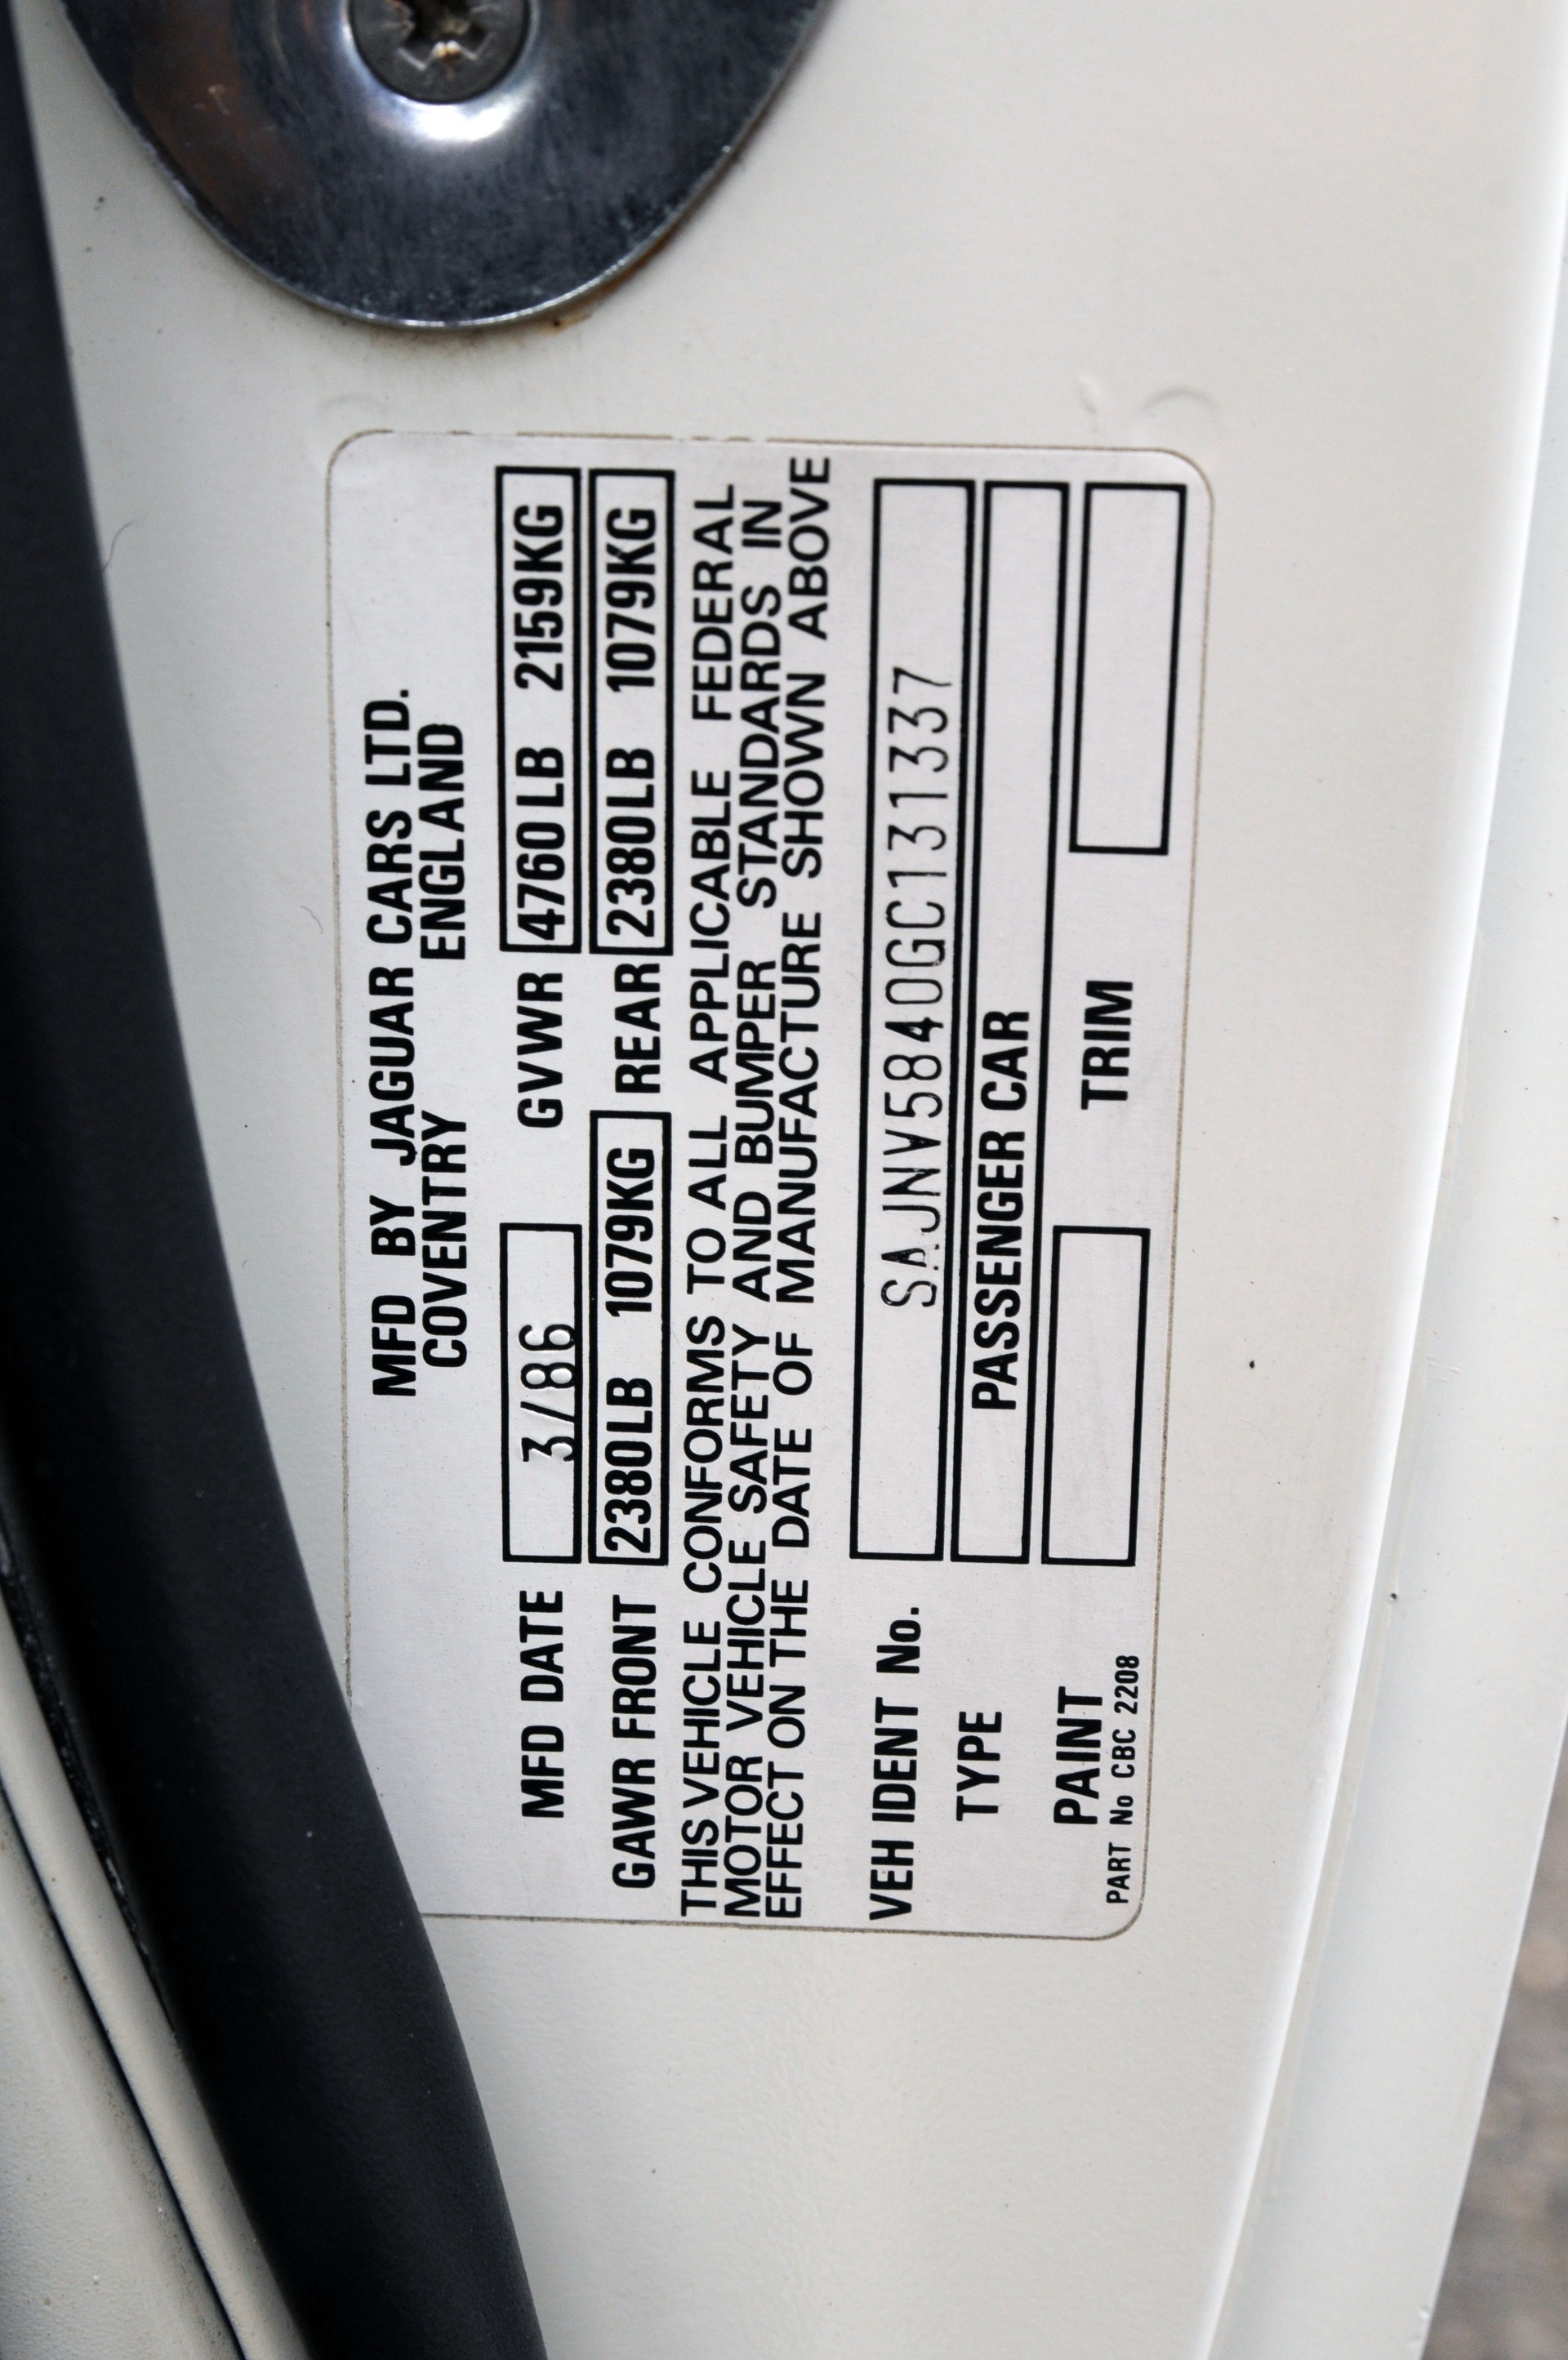 MFD BY JAGUAR CARS LTD.
COVENTRY ENGLAND
MFD DATE 3/86 GVWR 4760LB 2159KG
GAWR FRONT 2380LB 1079KG REAR 2380LB 1079KG
THIS VEHICLE CONFORMS TO ALL APPLICABLE FEDERAL
MOTOR VEHICLE SAFETY AND BUMPER STANDARDS IN
EFFECT ON THE DATE OF MANUFACTURE SHOWN ABOVE
VEH IDENT No. SAJNV5840GC131337
TYPE PASSENGER CAR
PAINT TRIM
PART No CBC 2208